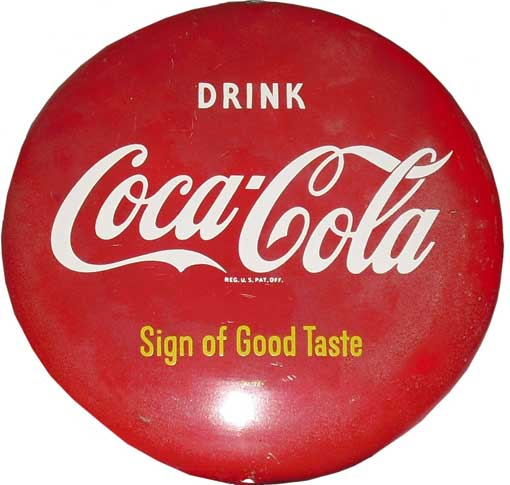 DRINK
Coca-Cola
REG. U.S. PAT. OFF.
Sign of Good Taste